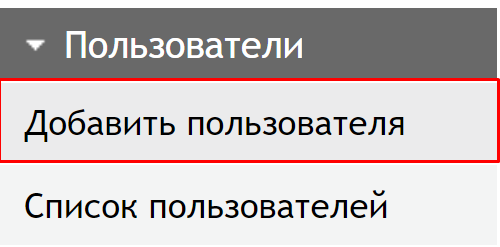 Пользователи
Добавить пользователя
Список пользователей